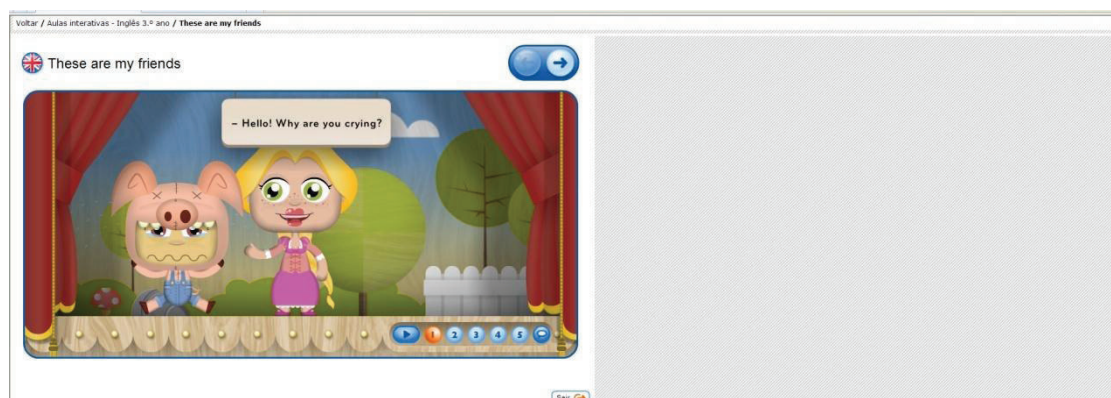 Voltar / Aulas interativas - Inglês 3.º ano / These are my friends
These are my friends
– Hello! Why are you crying?
1 2 3 4 5
Sair